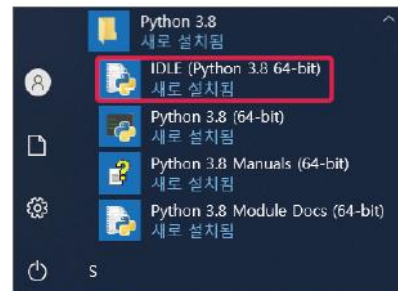 Python 3.8
새로 설치됨
IDLE (Python 3.8 64-bit)
새로 설치됨
Python 3.8 (64-bit)
새로 설치됨
Python 3.8 Manuals (64-bit)
새로 설치됨
Python 3.8 Module Docs (64-bit)
새로 설치됨
S